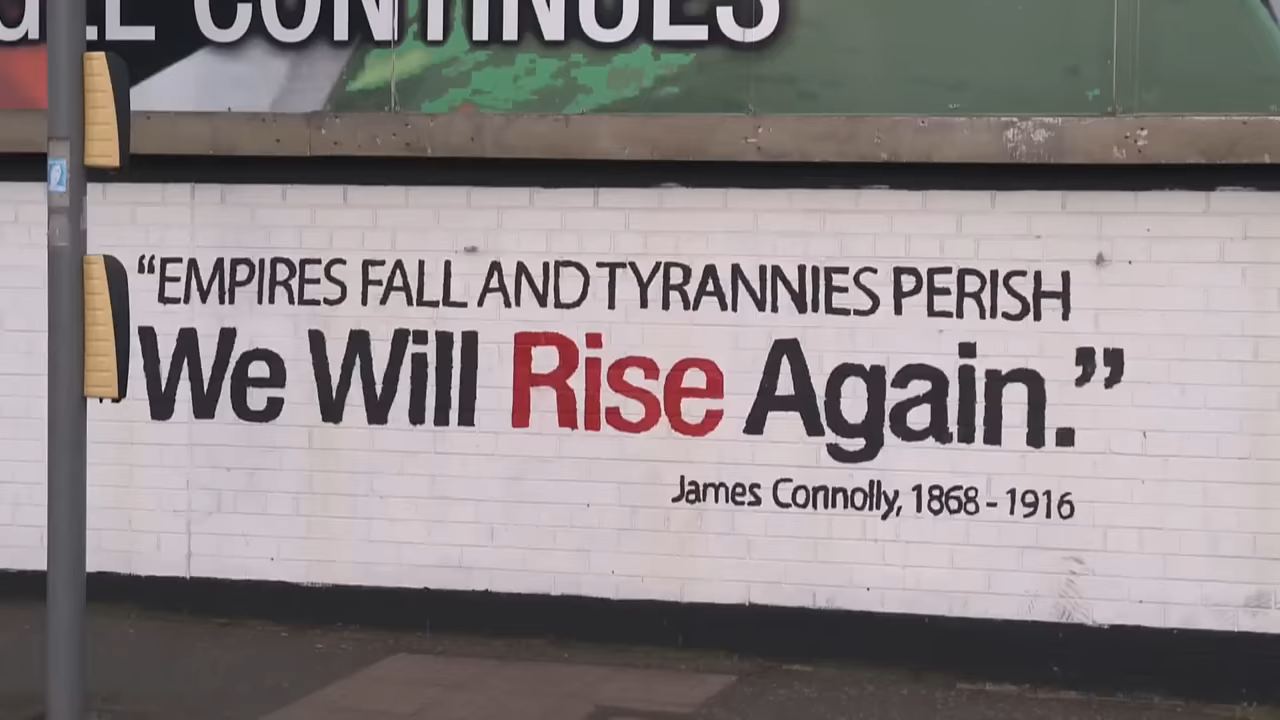 CONTINUES
“EMPIRES FALL AND TYRANNIES PERISH
We Will Rise Again.”
James Connolly, 1868 - 1916